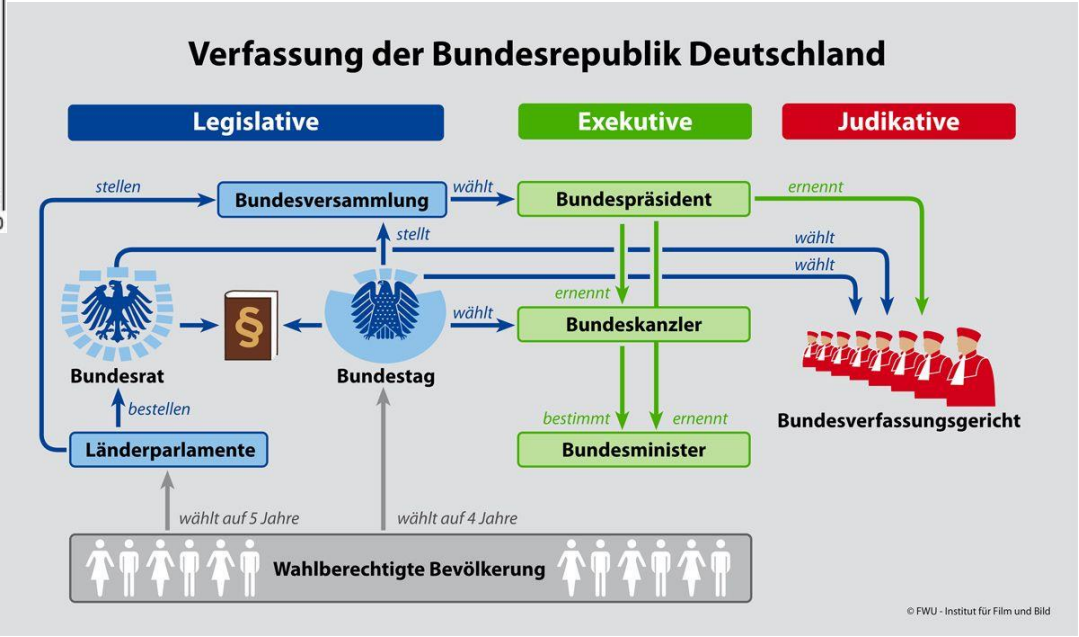 Verfassung der Bundesrepublik Deutschland
Legislative
Exekutive
Judikative
stellen
Bundesversammlung
wählt
Bundespräsident
ernennt
stellt
wählt
wählt
§
wählt
ernennt
Bundeskanzler
Bundesrat
Bundestag
bestellen
bestimmt
ernennt
Bundesverfassungsgericht
Länderparlamente
Bundesminister
wählt auf 5 Jahre
wählt auf 4 Jahre
Wahlberechtigte Bevölkerung
© FWU - Institut für Film und Bild